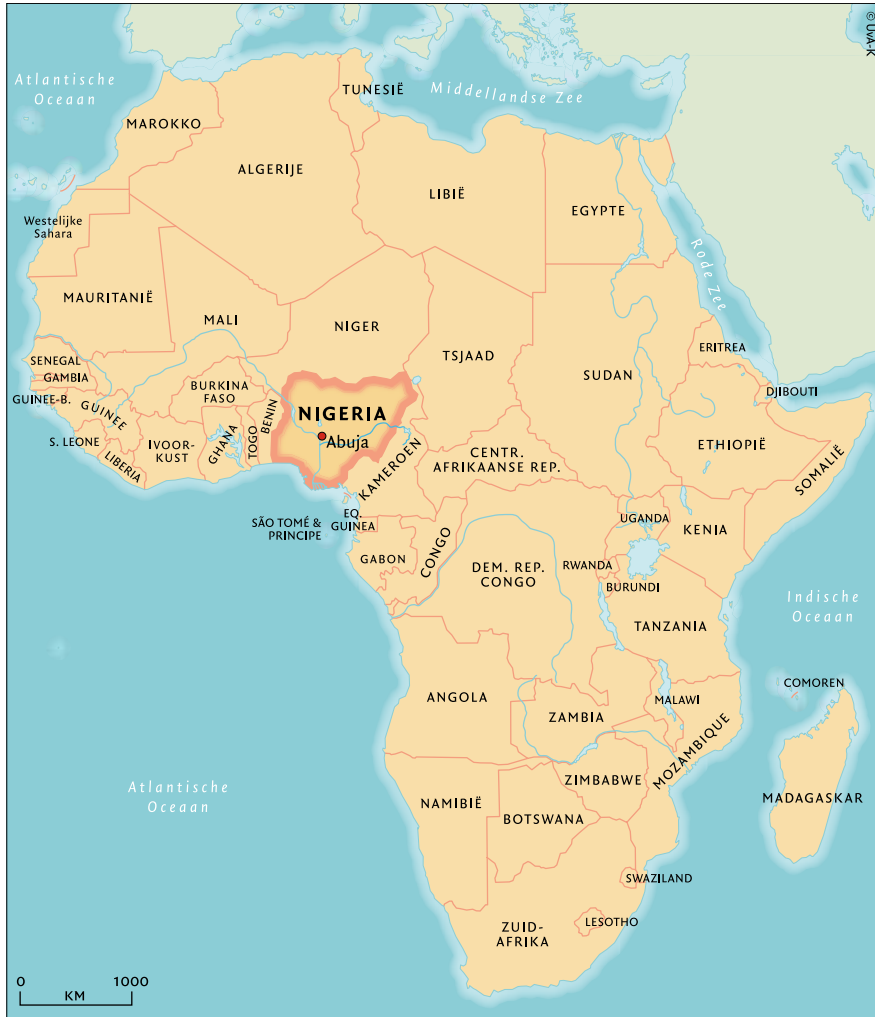 © UvA-K
Atlantische
Oceaan
Middellandse Zee
TUNESIË
MAROKKO
ALGERIJE
LIBIË
EGYPTE
Westelijke
Sahara
Rode Zee
MAURITANIË
MALI
NIGER
TSJAAD
SUDAN
ERITREA
SENEGAL
GAMBIA
GUINEE-B.
GUINEE
BURKINA
FASO
DJIBOUTI
NIGERIA
Abuja
BENIN
TOGO
GHANA
IVOOR-
KUST
S. LEONE
LIBERIA
KAMEROEN
CENTR.
AFRIKAANSE REP.
ETHIOPIË
SOMALIË
SÃO TOMÉ &
PRINCIPE
EQ.
GUINEA
GABON
CONGO
DEM. REP.
CONGO
UGANDA
KENIA
RWANDA
BURUNDI
Indische
Oceaan
TANZANIA
COMOREN
ANGOLA
ZAMBIA
MALAWI
MOZAMBIQUE
Atlantische
Oceaan
NAMIBIË
ZIMBABWE
BOTSWANA
MADAGASKAR
SWAZILAND
LESOTHO
ZUID-
AFRIKA
0 1000
KM